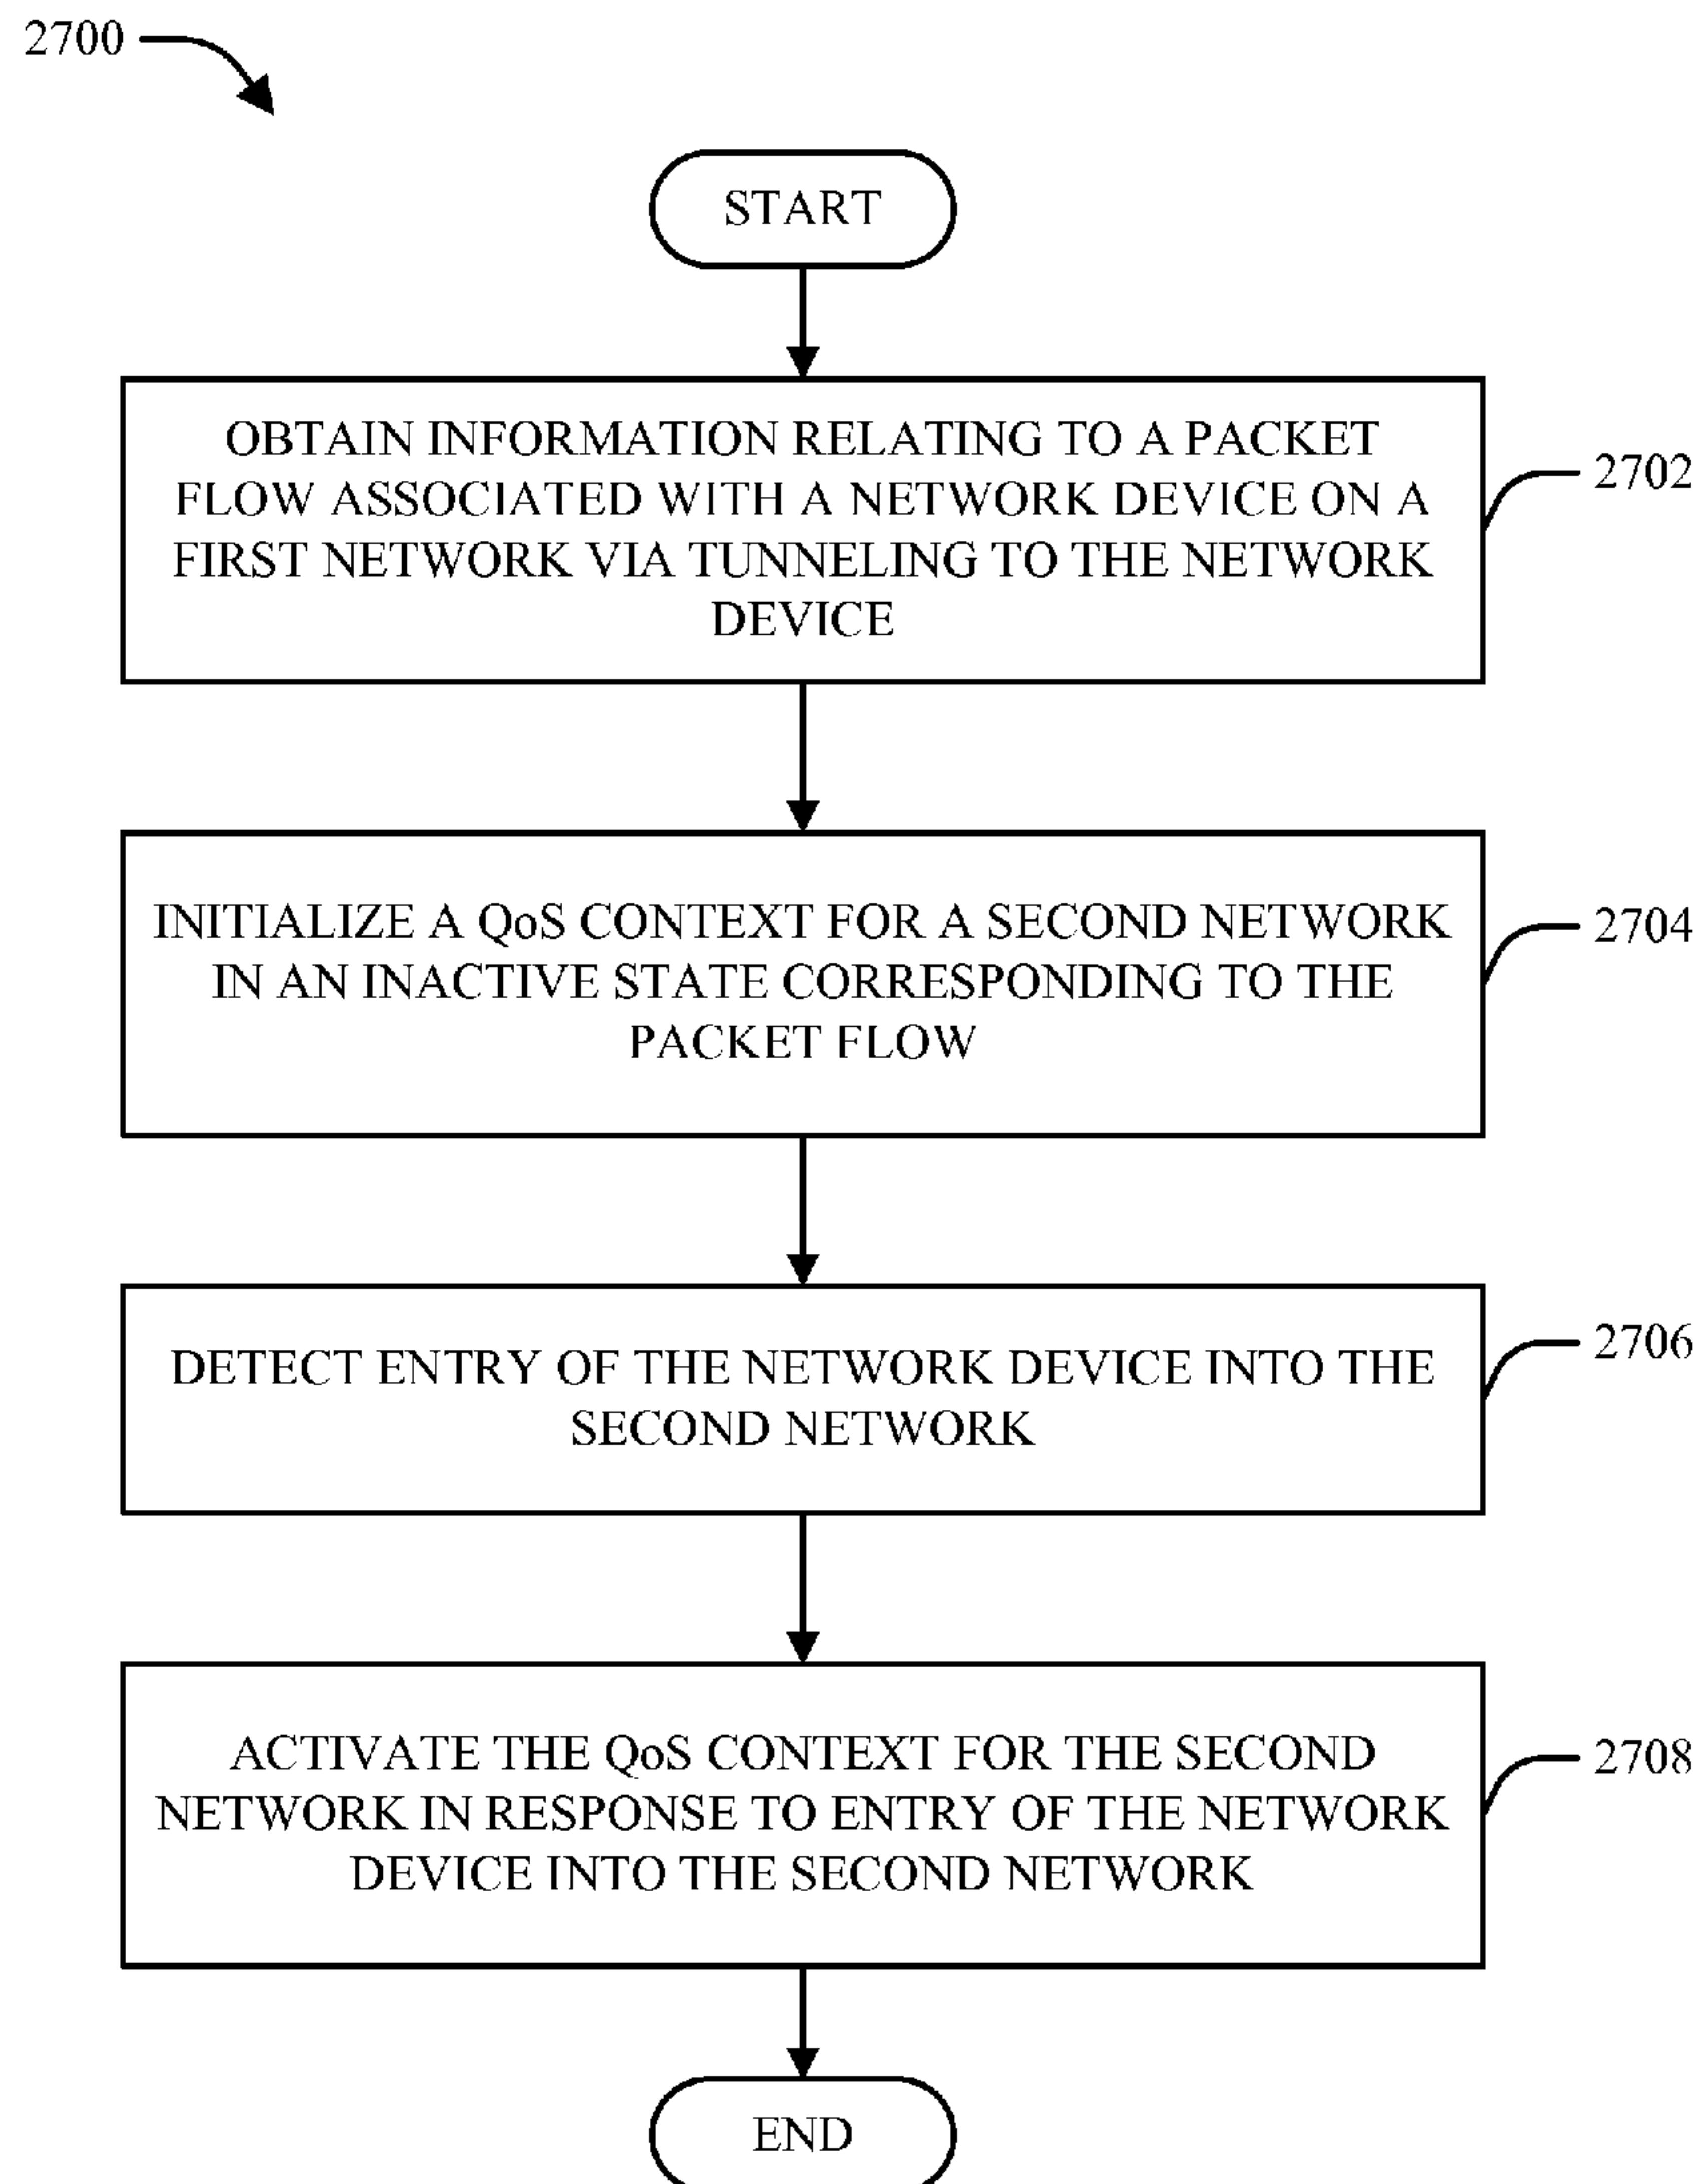 2700
START
OBTAIN INFORMATION RELATING TO A PACKET
FLOW ASSOCIATED WITH A NETWORK DEVICE ON A
FIRST NETWORK VIA TUNNELING TO THE NETWORK
DEVICE
2702
INITIALIZE A QoS CONTEXT FOR A SECOND NETWORK
IN AN INACTIVE STATE CORRESPONDING TO THE
PACKET FLOW
2704
DETECT ENTRY OF THE NETWORK DEVICE INTO THE
SECOND NETWORK
2706
ACTIVATE THE QoS CONTEXT FOR THE SECOND
NETWORK IN RESPONSE TO ENTRY OF THE NETWORK
DEVICE INTO THE SECOND NETWORK
2708
END